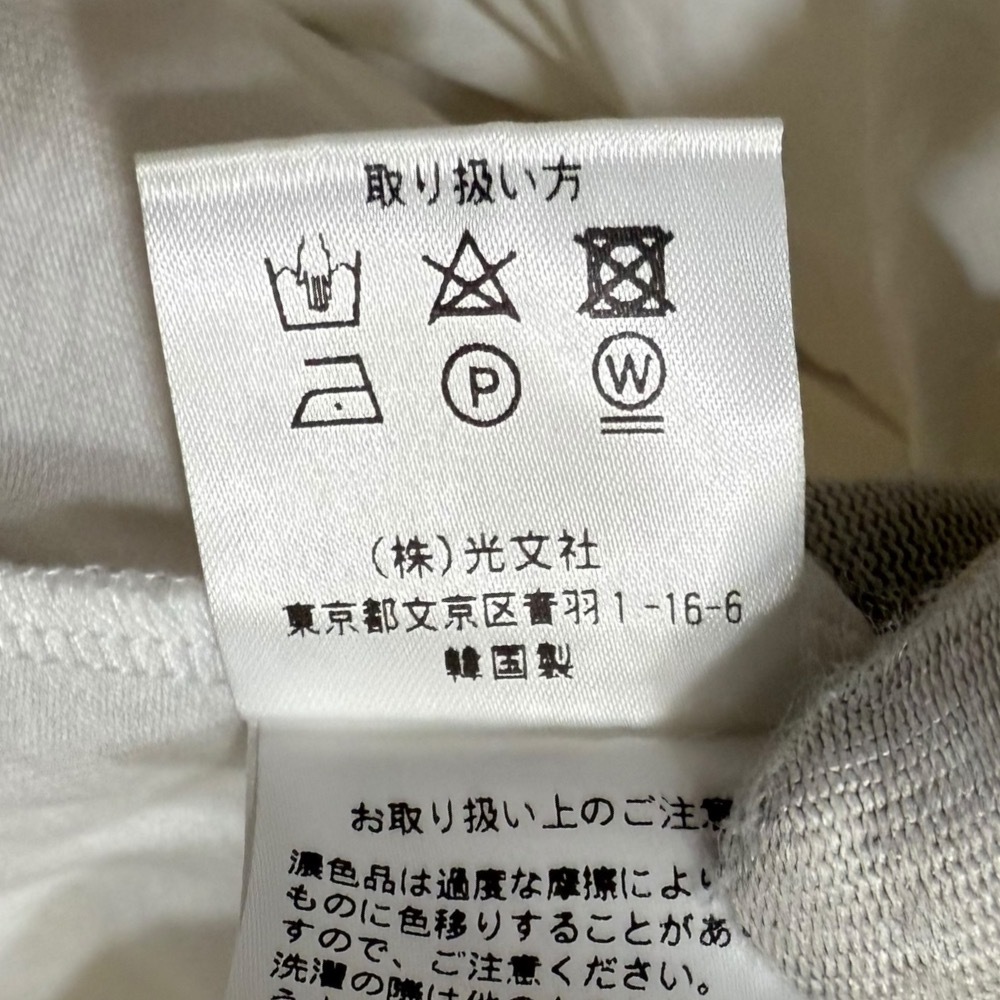 取り扱い方
P
W
(株)光文社
東京都文京区音羽1-16-6
韓国製
お取り扱い上のご注意
濃色品は過度な摩擦により
ものに色移りすることがあ
すので、ご注意ください。
洗濯の際は他の